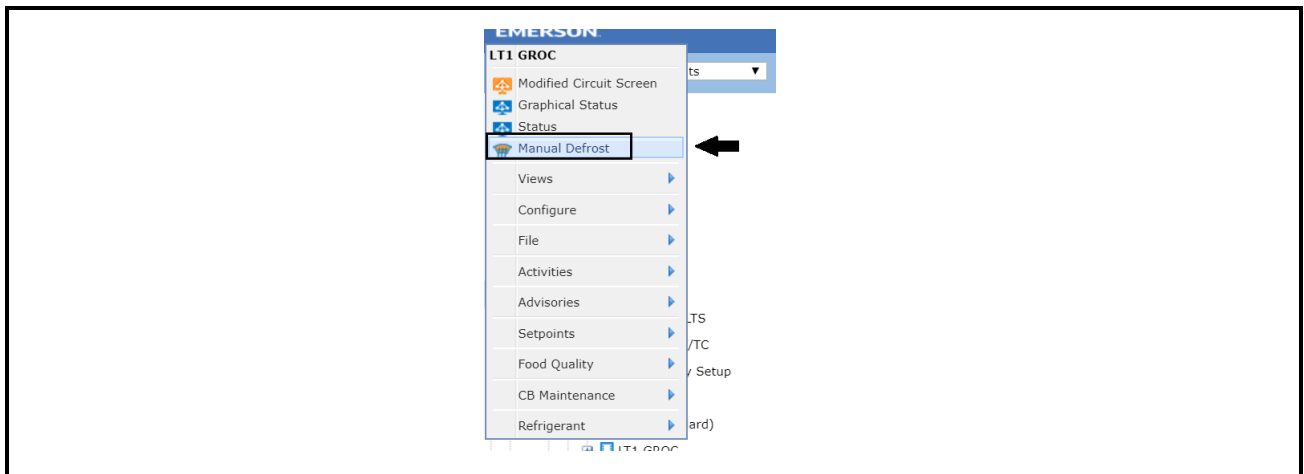 EMERSON
LT1 GROC
ts
Modified Circuit Screen
Graphical Status
Status
Manual Defrost
Views
Configure
File
Activities
Advisories
LTS
Setpoints
/TC
Food Quality
y Setup
CB Maintenance
Refrigerant
ard)
LT1 GROC